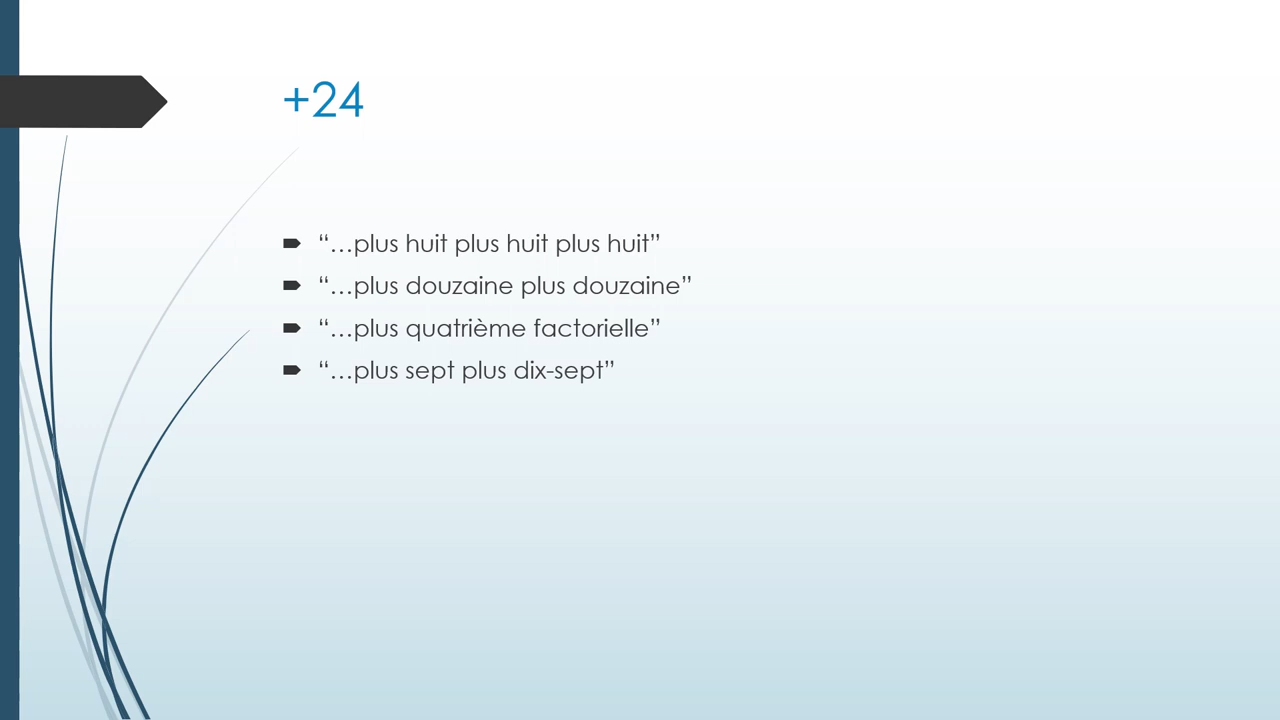 +24
“…plus huit plus huit plus huit”
“…plus douzaine plus douzaine”
“…plus quatrième factorielle”
“…plus sept plus dix-sept”